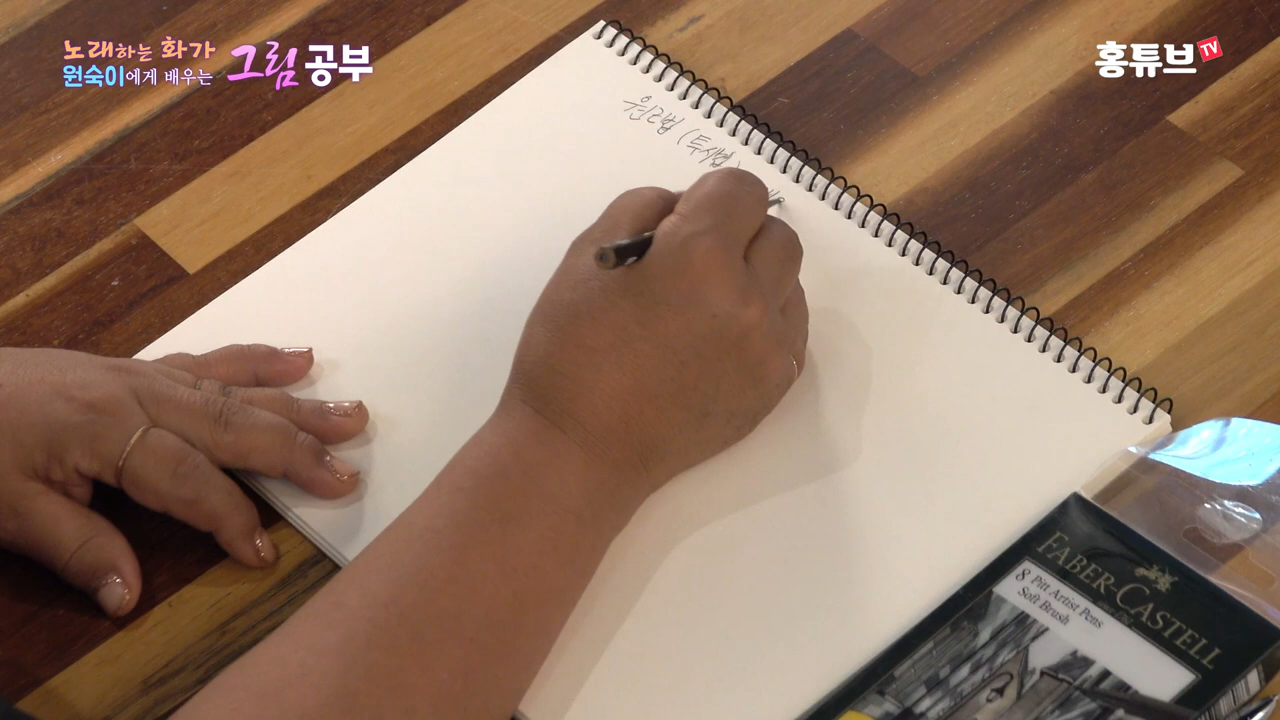 노래하는 화가
원숙이에게 배우는
그림 공부
홍튜브 TV
원근법 (투시법)
FABER-CASTELL
8 Pitt Artist Pens
Soft Brush